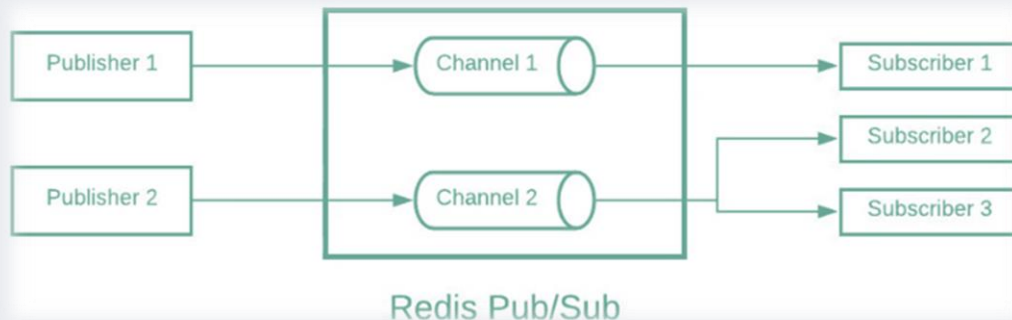 Publisher 1
Channel 1
Subscriber 1
Subscriber 2
Publisher 2
Channel 2
Subscriber 3
Redis Pub/Sub